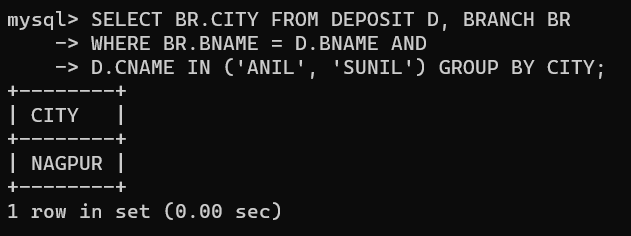 mysql> SELECT BR.CITY FROM DEPOSIT D, BRANCH BR
    -> WHERE BR.BNAME = D.BNAME AND
    -> D.CNAME IN ('ANIL', 'SUNIL') GROUP BY CITY;
+--------+
| CITY   |
+--------+
| NAGPUR |
+--------+
1 row in set (0.00 sec)